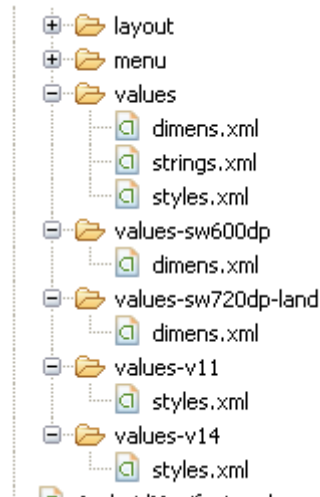 layout
menu
values
dimens.xml
strings.xml
styles.xml
values-sw600dp
dimens.xml
values-sw720dp-land
dimens.xml
values-v11
styles.xml
values-v14
styles.xml